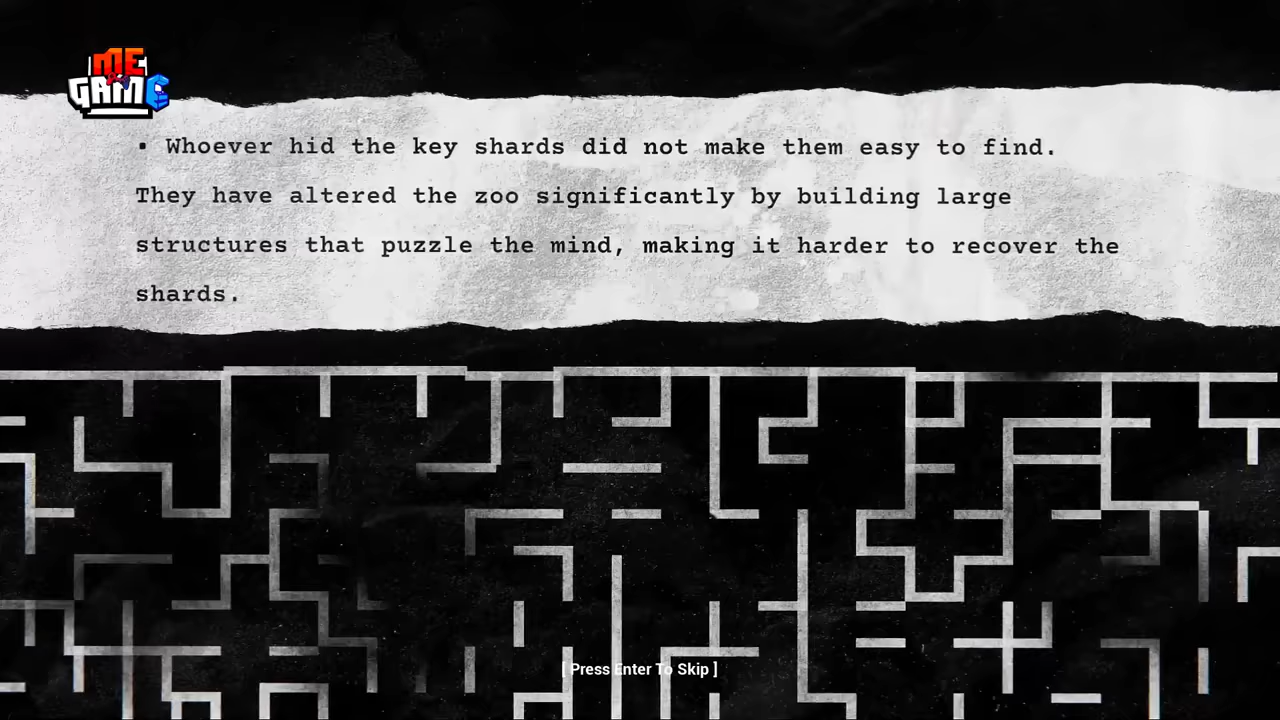 ME
GAME
▪ Whoever hid the key shards did not make them easy to find.
They have altered the zoo significantly by building large
structures that puzzle the mind, making it harder to recover the
shards.
[ Press Enter To Skip ]